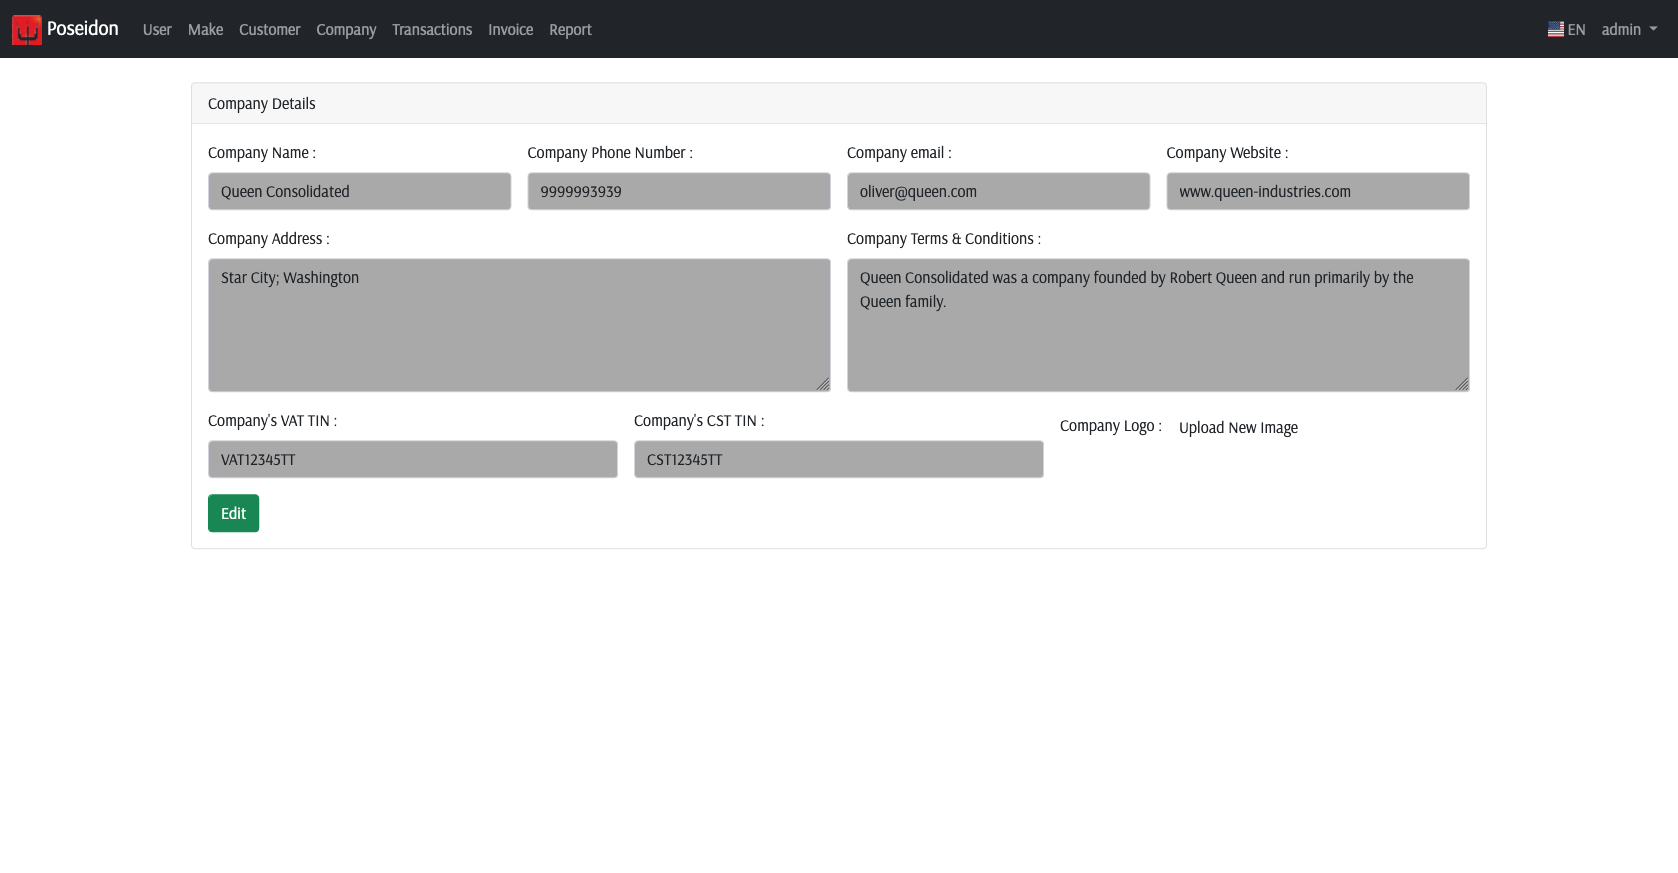 Poseidon User Make Customer Company Transactions Invoice Report EN admin
Company Details
Company Name : Company Phone Number : Company email : Company Website :
Queen Consolidated 9999993939 oliver@queen.com www.queen-industries.com
Company Address : Company Terms & Conditions :
Star City; Washington Queen Consolidated was a company founded by Robert Queen and run primarily by the
Queen family.
Company's VAT TIN : Company's CST TIN : Company Logo : Upload New Image
VAT12345TT CST12345TT
Edit